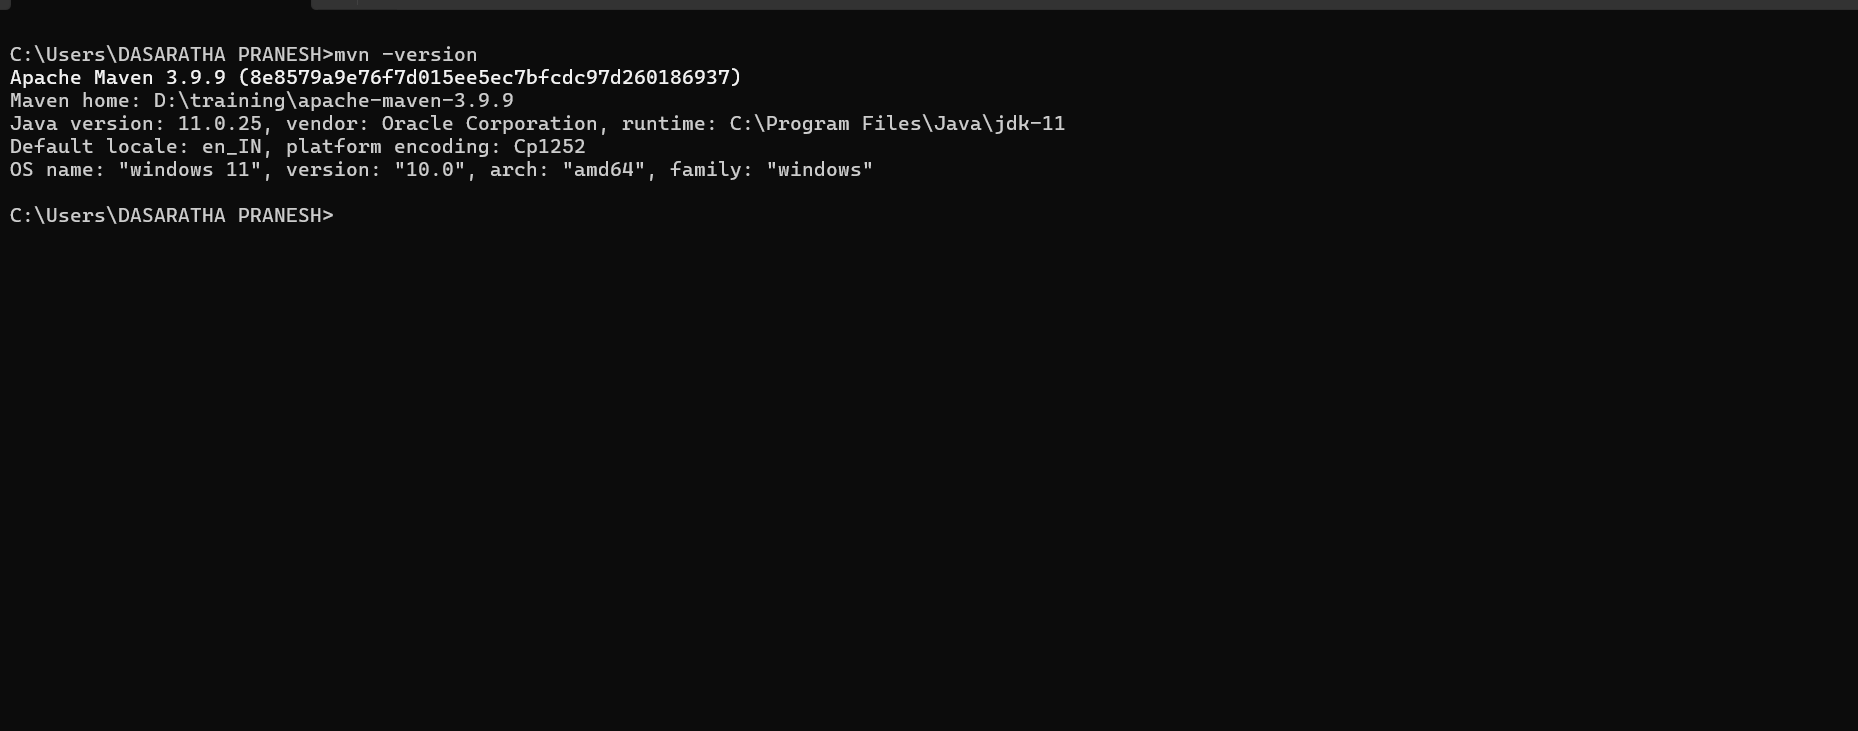 C:\Users\DASARATHA PRANESH>mvn -version
Apache Maven 3.9.9 (8e8579a9e76f7d015ee5ec7bfcdc97d260186937)
Maven home: D:\training\apache-maven-3.9.9
Java version: 11.0.25, vendor: Oracle Corporation, runtime: C:\Program Files\Java\jdk-11
Default locale: en_IN, platform encoding: Cp1252
OS name: "windows 11", version: "10.0", arch: "amd64", family: "windows"
C:\Users\DASARATHA PRANESH>